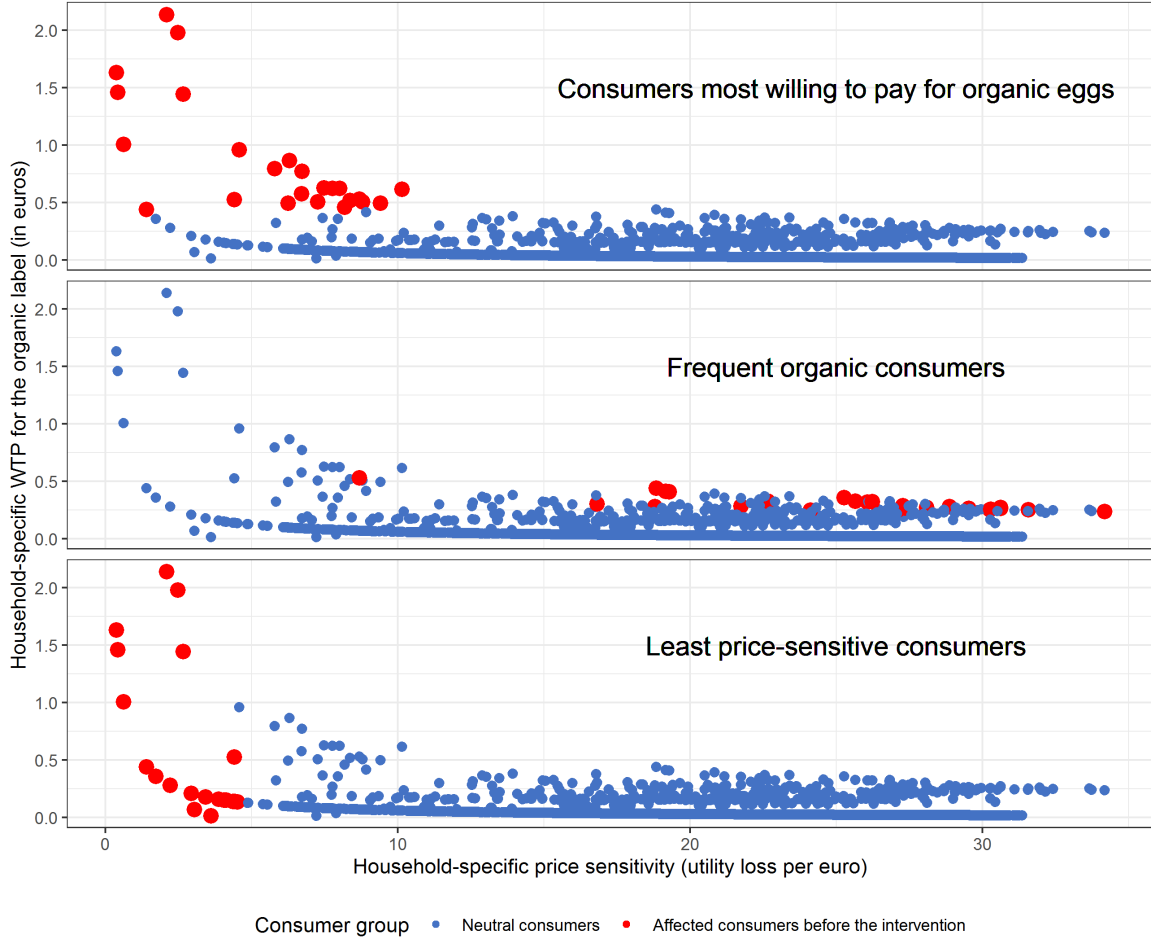 Household-specific WTP for the organic label (in euros)
2.0
1.5
1.0
0.5
0.0
Consumers most willing to pay for organic eggs
2.0
1.5
1.0
0.5
0.0
Frequent organic consumers
2.0
1.5
1.0
0.5
0.0
Least price-sensitive consumers
0 10 20 30
Household-specific price sensitivity (utility loss per euro)
Consumer group Neutral consumers Affected consumers before the intervention